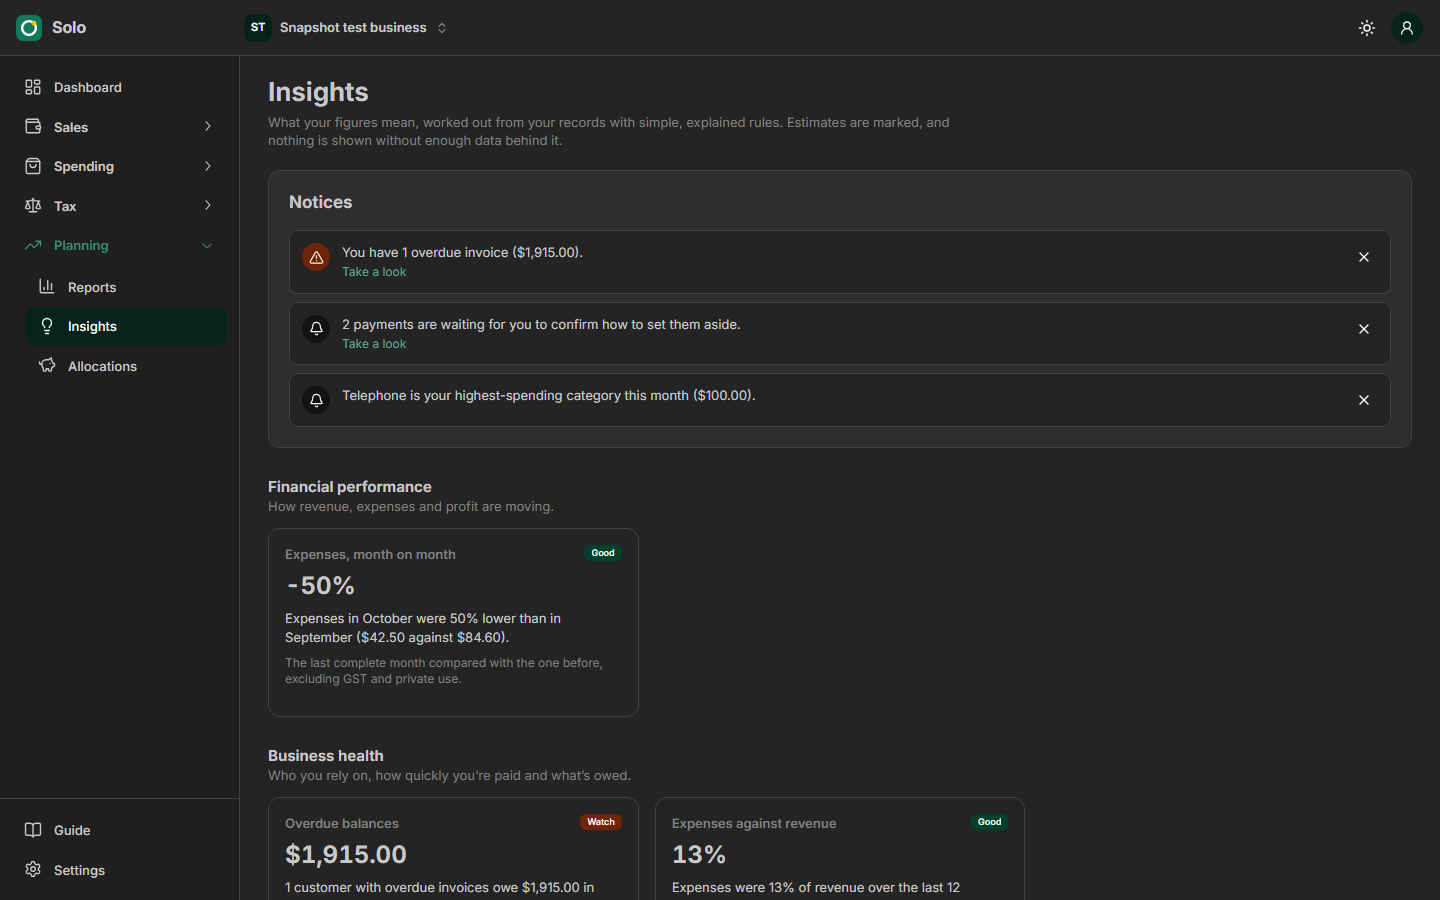 Solo
ST Snapshot test business
Dashboard
Sales
Spending
Tax
Planning
Reports
Insights
Allocations
Guide
Settings
Insights
What your figures mean, worked out from your records with simple, explained rules. Estimates are marked, and
nothing is shown without enough data behind it.
Notices
You have 1 overdue invoice ($1,915.00).
Take a look
2 payments are waiting for you to confirm how to set them aside.
Take a look
Telephone is your highest-spending category this month ($100.00).
Financial performance
How revenue, expenses and profit are moving.
Expenses, month on month
Good
-50%
Expenses in October were 50% lower than in
September ($42.50 against $84.60).
The last complete month compared with the one before,
excluding GST and private use.
Business health
Who you rely on, how quickly you’re paid and what’s owed.
Overdue balances
Watch
$1,915.00
1 customer with overdue invoices owe $1,915.00 in
Expenses against revenue
Good
13%
Expenses were 13% of revenue over the last 12